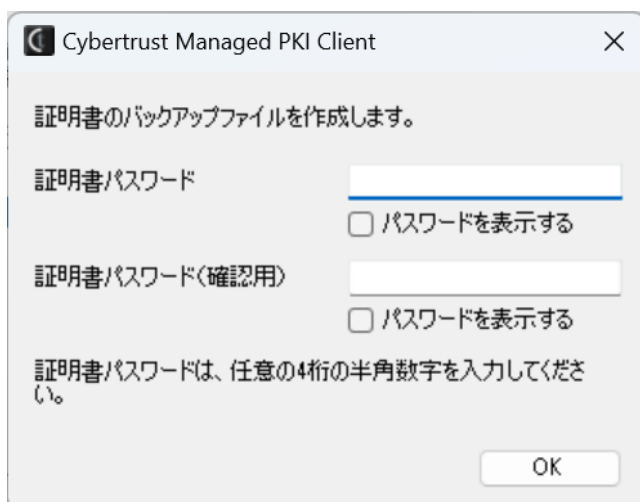 Cybertrust Managed PKI Client
証明書のバックアップファイルを作成します。
証明書パスワード
パスワードを表示する
証明書パスワード(確認用)
パスワードを表示する
証明書パスワードは、任意の4桁の半角数字を入力してくださ
い。
OK